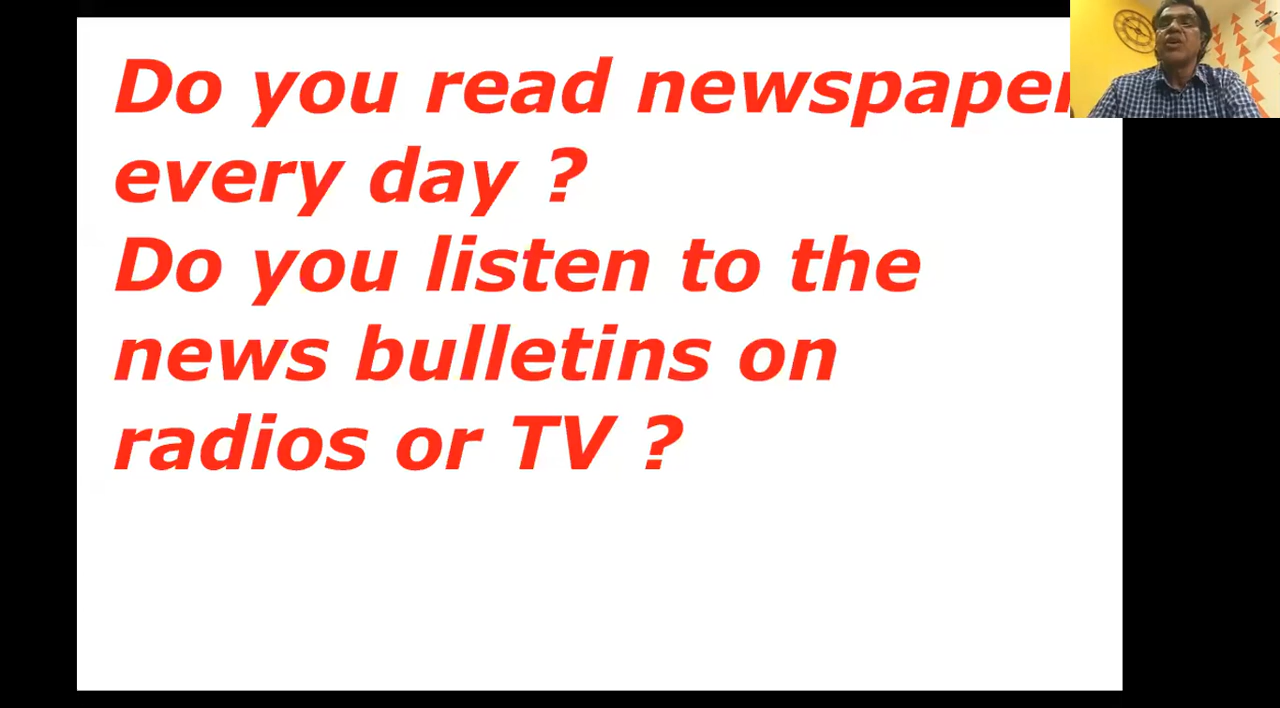 Do you read newspaper
every day ?
Do you listen to the
news bulletins on
radios or TV ?